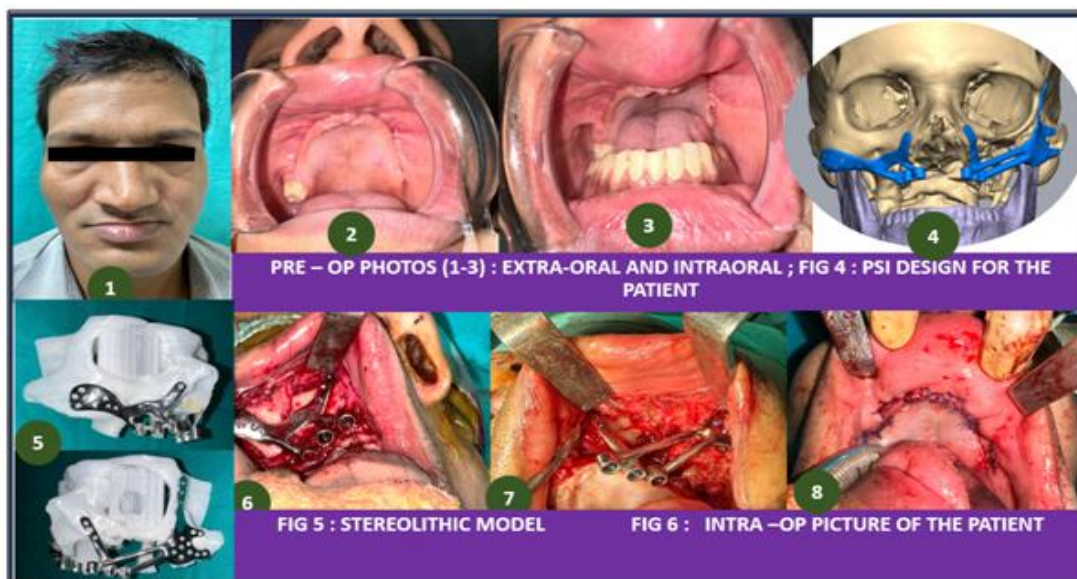 1
2
3
4
PRE – OP PHOTOS (1-3) : EXTRA-ORAL AND INTRAORAL ; FIG 4 : PSI DESIGN FOR THE
PATIENT
5
6
7
8
FIG 5 : STEREOLITHIC MODEL
FIG 6 : INTRA –OP PICTURE OF THE PATIENT